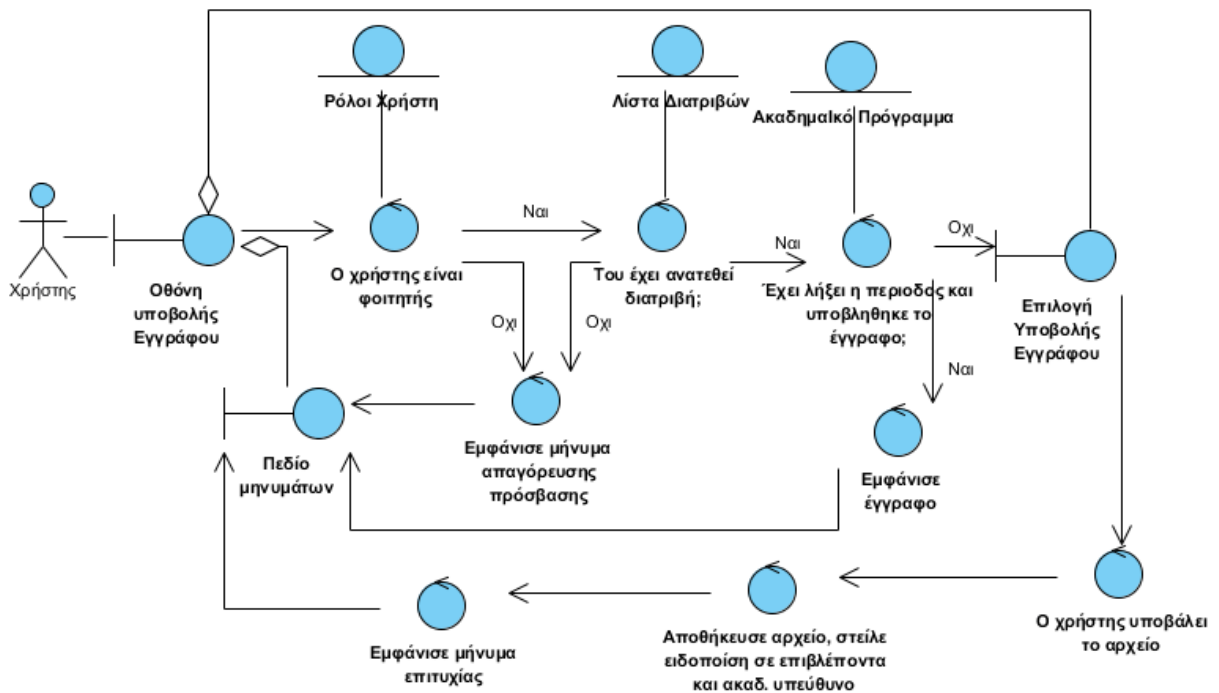 Ρόλοι Χρήστη
Λίστα Διατριβών
ΑκαδημαΙκό Πρόγραμμα
Χρήστης
Οθόνη
υποβολής
Εγγράφου
Ναι
Ο χρήστης είναι
φοιτητής
Ναι
Του έχει ανατεθεί
διατριβή;
Οχι
Έχει λήξει η περιοδος και
υποβληθηκε το
έγγραφο;
Επιλογή
Υποβολής
Εγγράφου
Οχι
Οχι
Ναι
Πεδίο
μηνυμάτων
Εμφάνισε μήνυμα
απαγόρευσης
πρόσβασης
Εμφάνισε
έγγραφο
Εμφάνισε μήνυμα
επιτυχίας
Αποθήκευσε αρχείο, στείλε
ειδοποίση σε επιβλέποντα
και ακαδ. υπεύθυνο
Ο χρήστης υποβάλει
το αρχείο